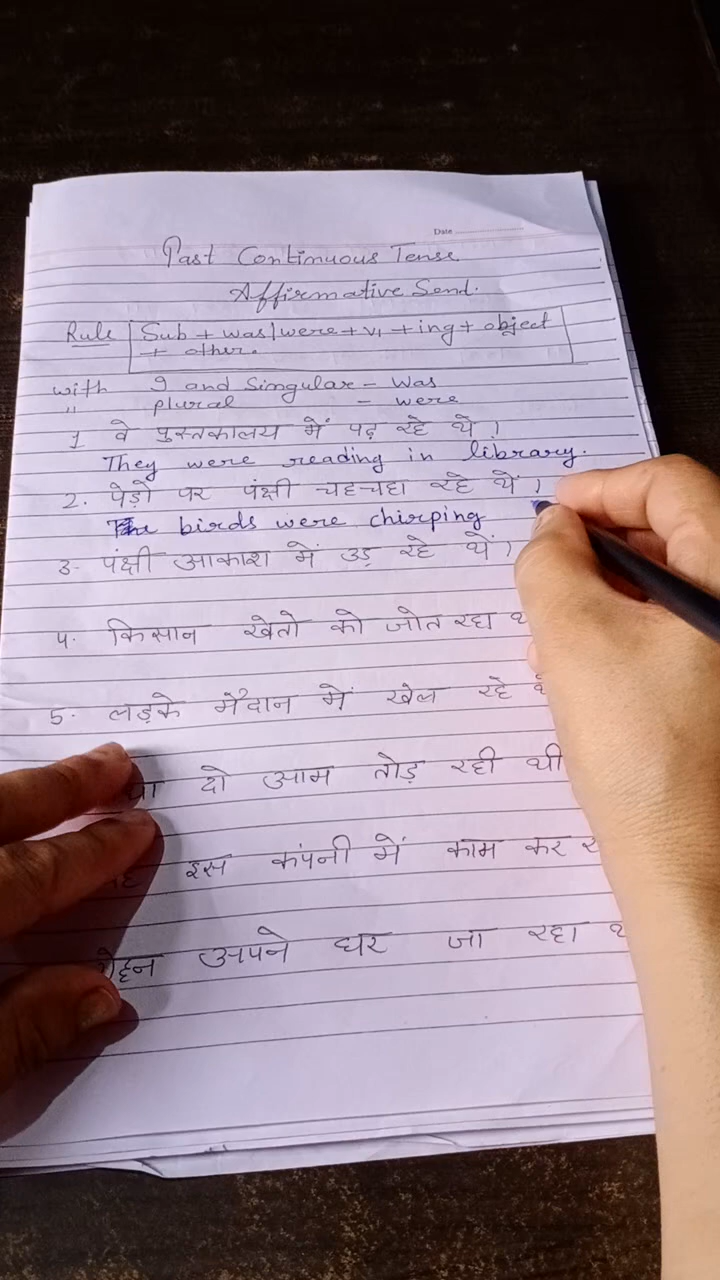 Date
Past Continuous Tense
Affirmative Send.
Rule Sub + was/were + v1 + ing + object
+ other.
with I and Singular - Was
" plural - were
1 वे पुस्तकालय में पढ़ रहे थे।
They were reading in library.
2. पेड़ो पर पंक्षी चहचहा रहे थें।
The birds were chirping
3- पंक्षी आकाश में उड़ रहे थें।
4. किसान खेतो को जोत रहा
5- लड़के मैदान में खेल रहे
दो आम तोड़ रही थी
इस कंपनी में काम कर
अपने घर जा रहा